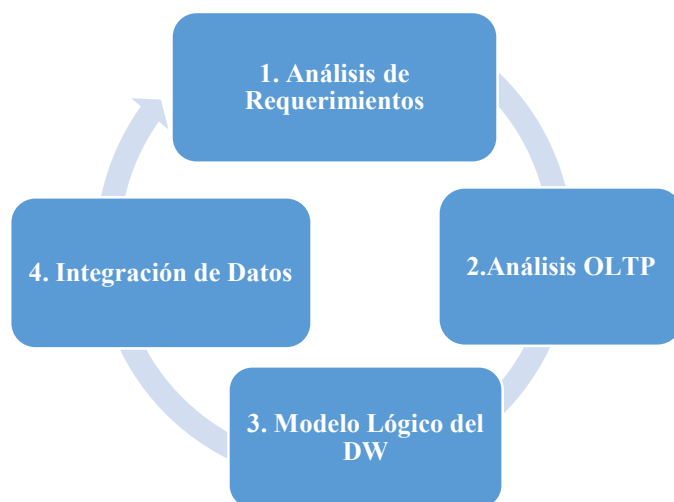 1. Análisis de
Requerimientos
2.Análisis OLTP
3. Modelo Lógico del
DW
4. Integración de Datos